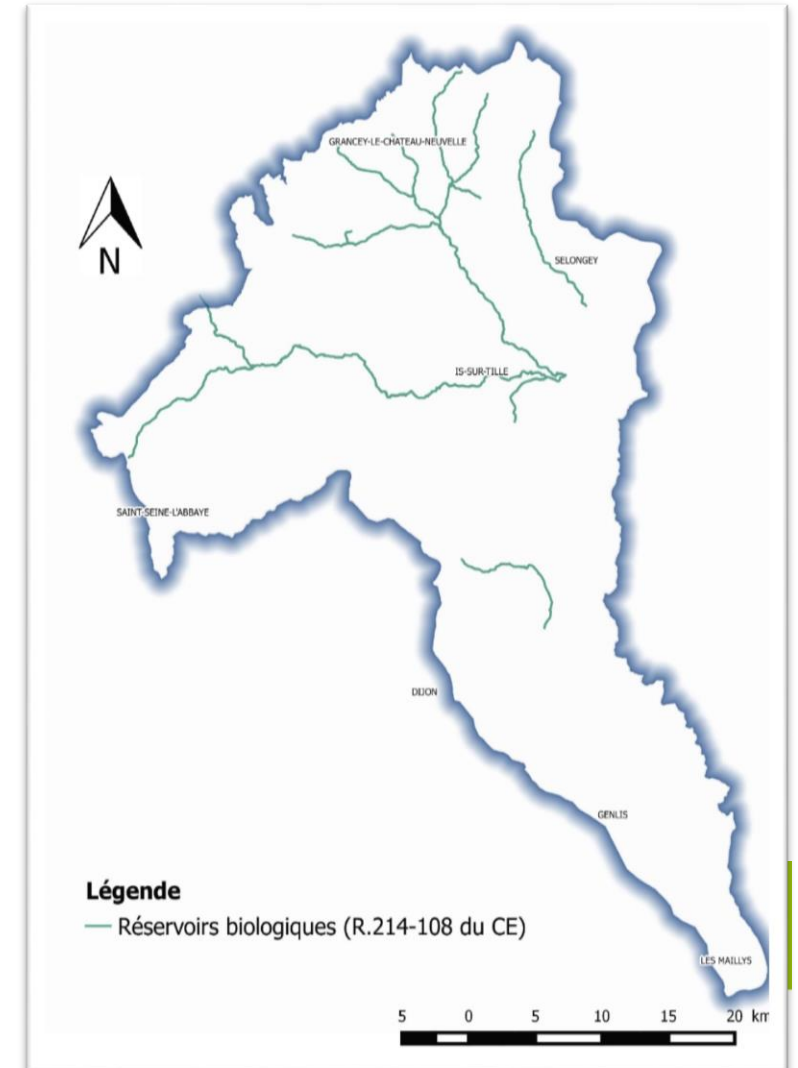 GRANCEY-LE-CHATEAU-NEUVELLE
N
SELONGEY
IS-SUR-TILLE
SAINT-SEINE-L'ABBAYE
DIJON
GENLIS
Légende
Réservoirs biologiques (R.214-108 du CE)
LES MAILLYS
5 0 5 10 15 20 km